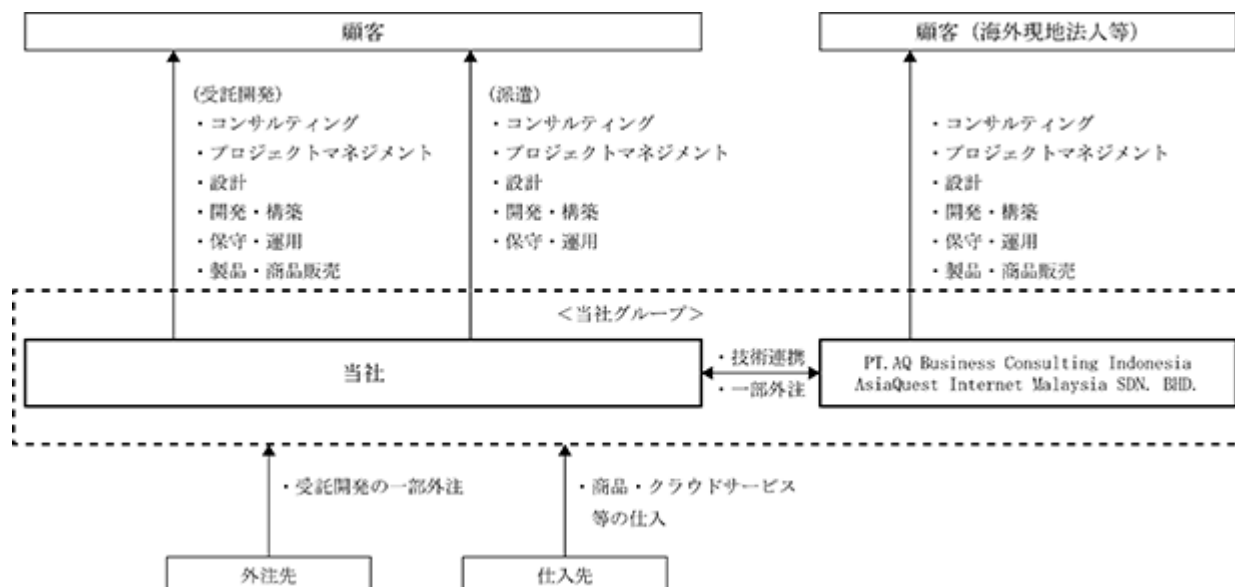 顧客
顧客（海外現地法人等）
(受託開発)
・コンサルティング
・プロジェクトマネジメント
・設計
・開発・構築
・保守・運用
・製品・商品販売
(派遣)
・コンサルティング
・プロジェクトマネジメント
・設計
・開発・構築
・保守・運用
・コンサルティング
・プロジェクトマネジメント
・設計
・開発・構築
・保守・運用
・製品・商品販売
＜当社グループ＞
当社
・技術連携
・一部外注
PT.AQ Business Consulting Indonesia
AsiaQuest Internet Malaysia SDN. BHD.
・受託開発の一部外注
・商品・クラウドサービス
等の仕入
外注先
仕入先